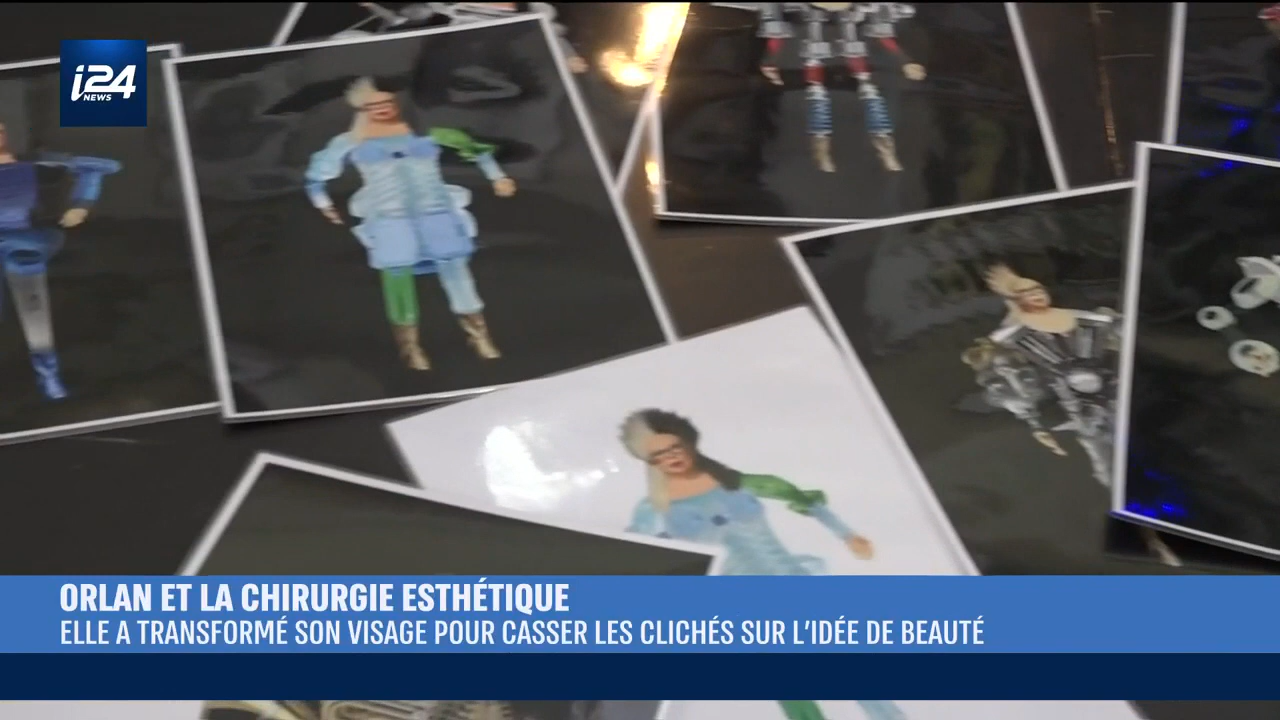 i24
NEWS
ORLAN ET LA CHIRURGIE ESTHÉTIQUE
ELLE A TRANSFORMÉ SON VISAGE POUR CASSER LES CLICHÉS SUR L'IDÉE DE BEAUTÉ